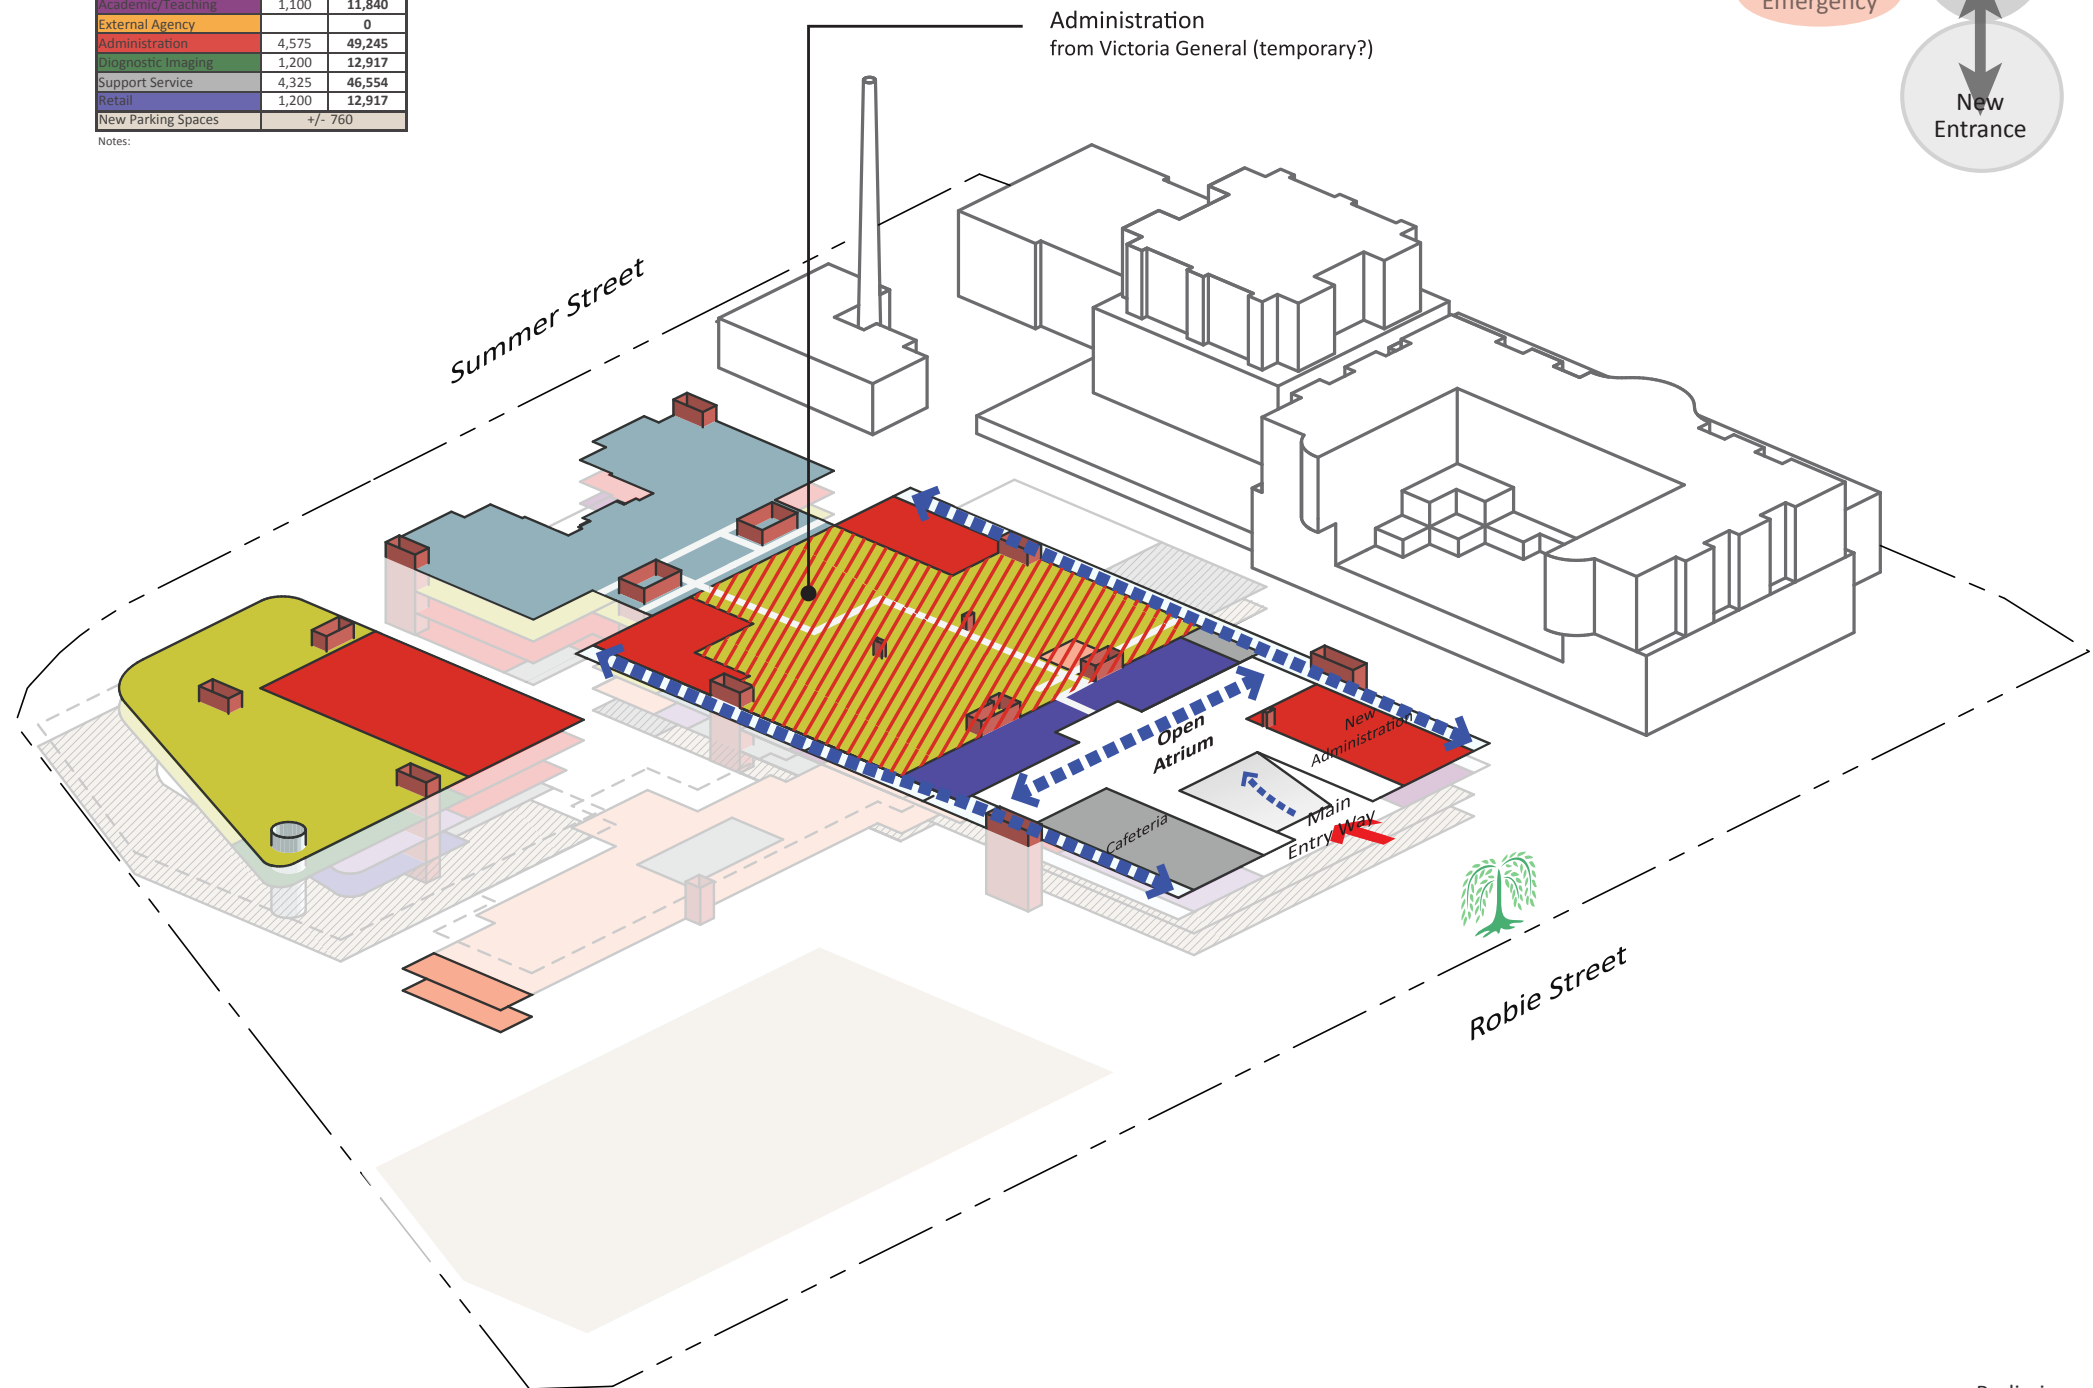 Academic/Teaching 1,100 11,840
External Agency 0
Administration 4,575 49,245
Diognostic Imaging 1,200 12,917
Support Service 4,325 46,554
Retail 1,200 12,917
New Parking Spaces +/- 760
Notes:
Administration
from Victoria General (temporary?)
Emergency
New
Entrance
Summer Street
Open
Atrium
New
Administration
Main
Entry Way
Cafeteria
Robie Street